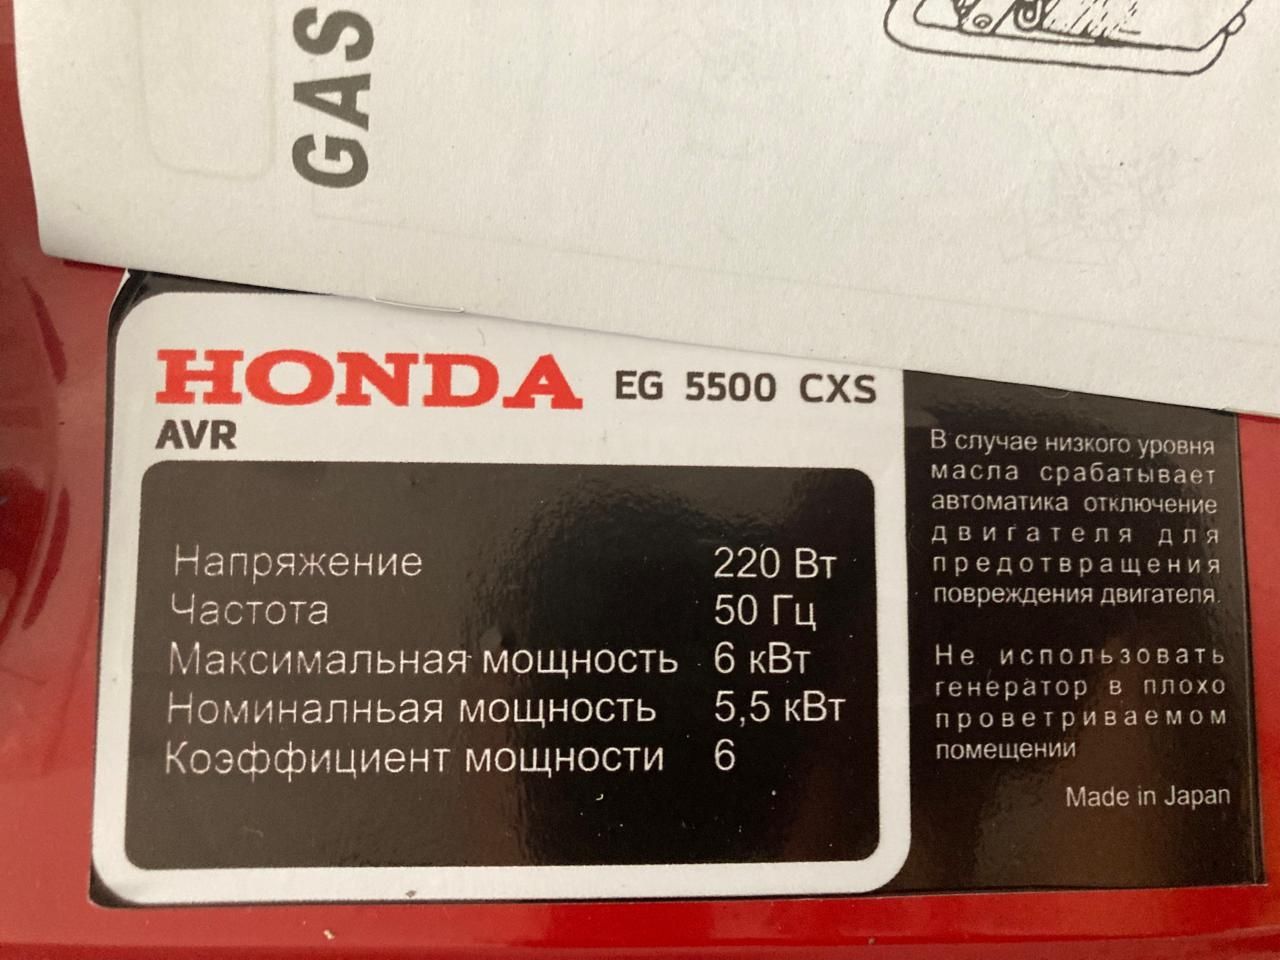 GAS
HONDA EG 5500 CXS
AVR
Напряжение 220 Вт
Частота 50 Гц
Максимальная мощность 6 кВт
Номиналньая мощность 5,5 кВт
Коэффициент мощности 6
В случае низкого уровня
масла срабатывает
автоматика отключение
двигателя для
предотвращения
повреждения двигателя.
Не использовать
генератор в плохо
проветриваемом
помещении
Made in Japan